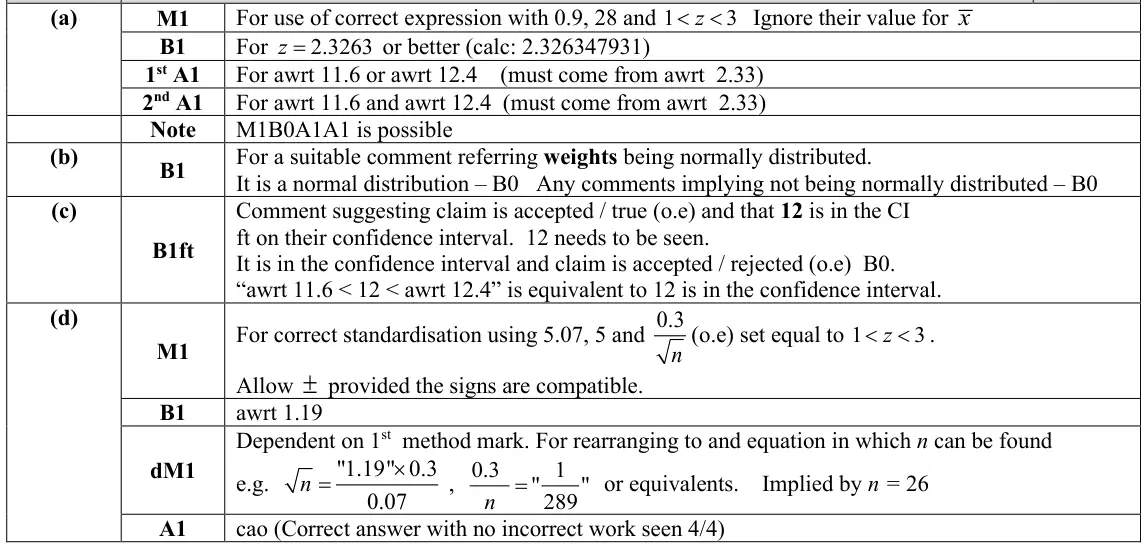 (a) M1 For use of correct expression with 0.9, 28 and 1 < z < 3 Ignore their value for x̅
B1 For z = 2.3263 or better (calc: 2.326347931)
1st A1 For awrt 11.6 or awrt 12.4 (must come from awrt 2.33)
2nd A1 For awrt 11.6 and awrt 12.4 (must come from awrt 2.33)
Note M1B0A1A1 is possible
(b) B1 For a suitable comment referring weights being normally distributed.
It is a normal distribution – B0 Any comments implying not being normally distributed – B0
(c) B1ft Comment suggesting claim is accepted / true (o.e) and that 12 is in the CI
ft on their confidence interval. 12 needs to be seen.
It is in the confidence interval and claim is accepted / rejected (o.e) B0.
“awrt 11.6 < 12 < awrt 12.4” is equivalent to 12 is in the confidence interval.
(d) M1 For correct standardisation using 5.07, 5 and 0.3/√n (o.e) set equal to 1 < z < 3.
Allow ± provided the signs are compatible.
B1 awrt 1.19
dM1 Dependent on 1st method mark. For rearranging to and equation in which n can be found
e.g. √n = "1.19"×0.3/0.07 , 0.3/n = "1/289" or equivalents. Implied by n = 26
A1 cao (Correct answer with no incorrect work seen 4/4)